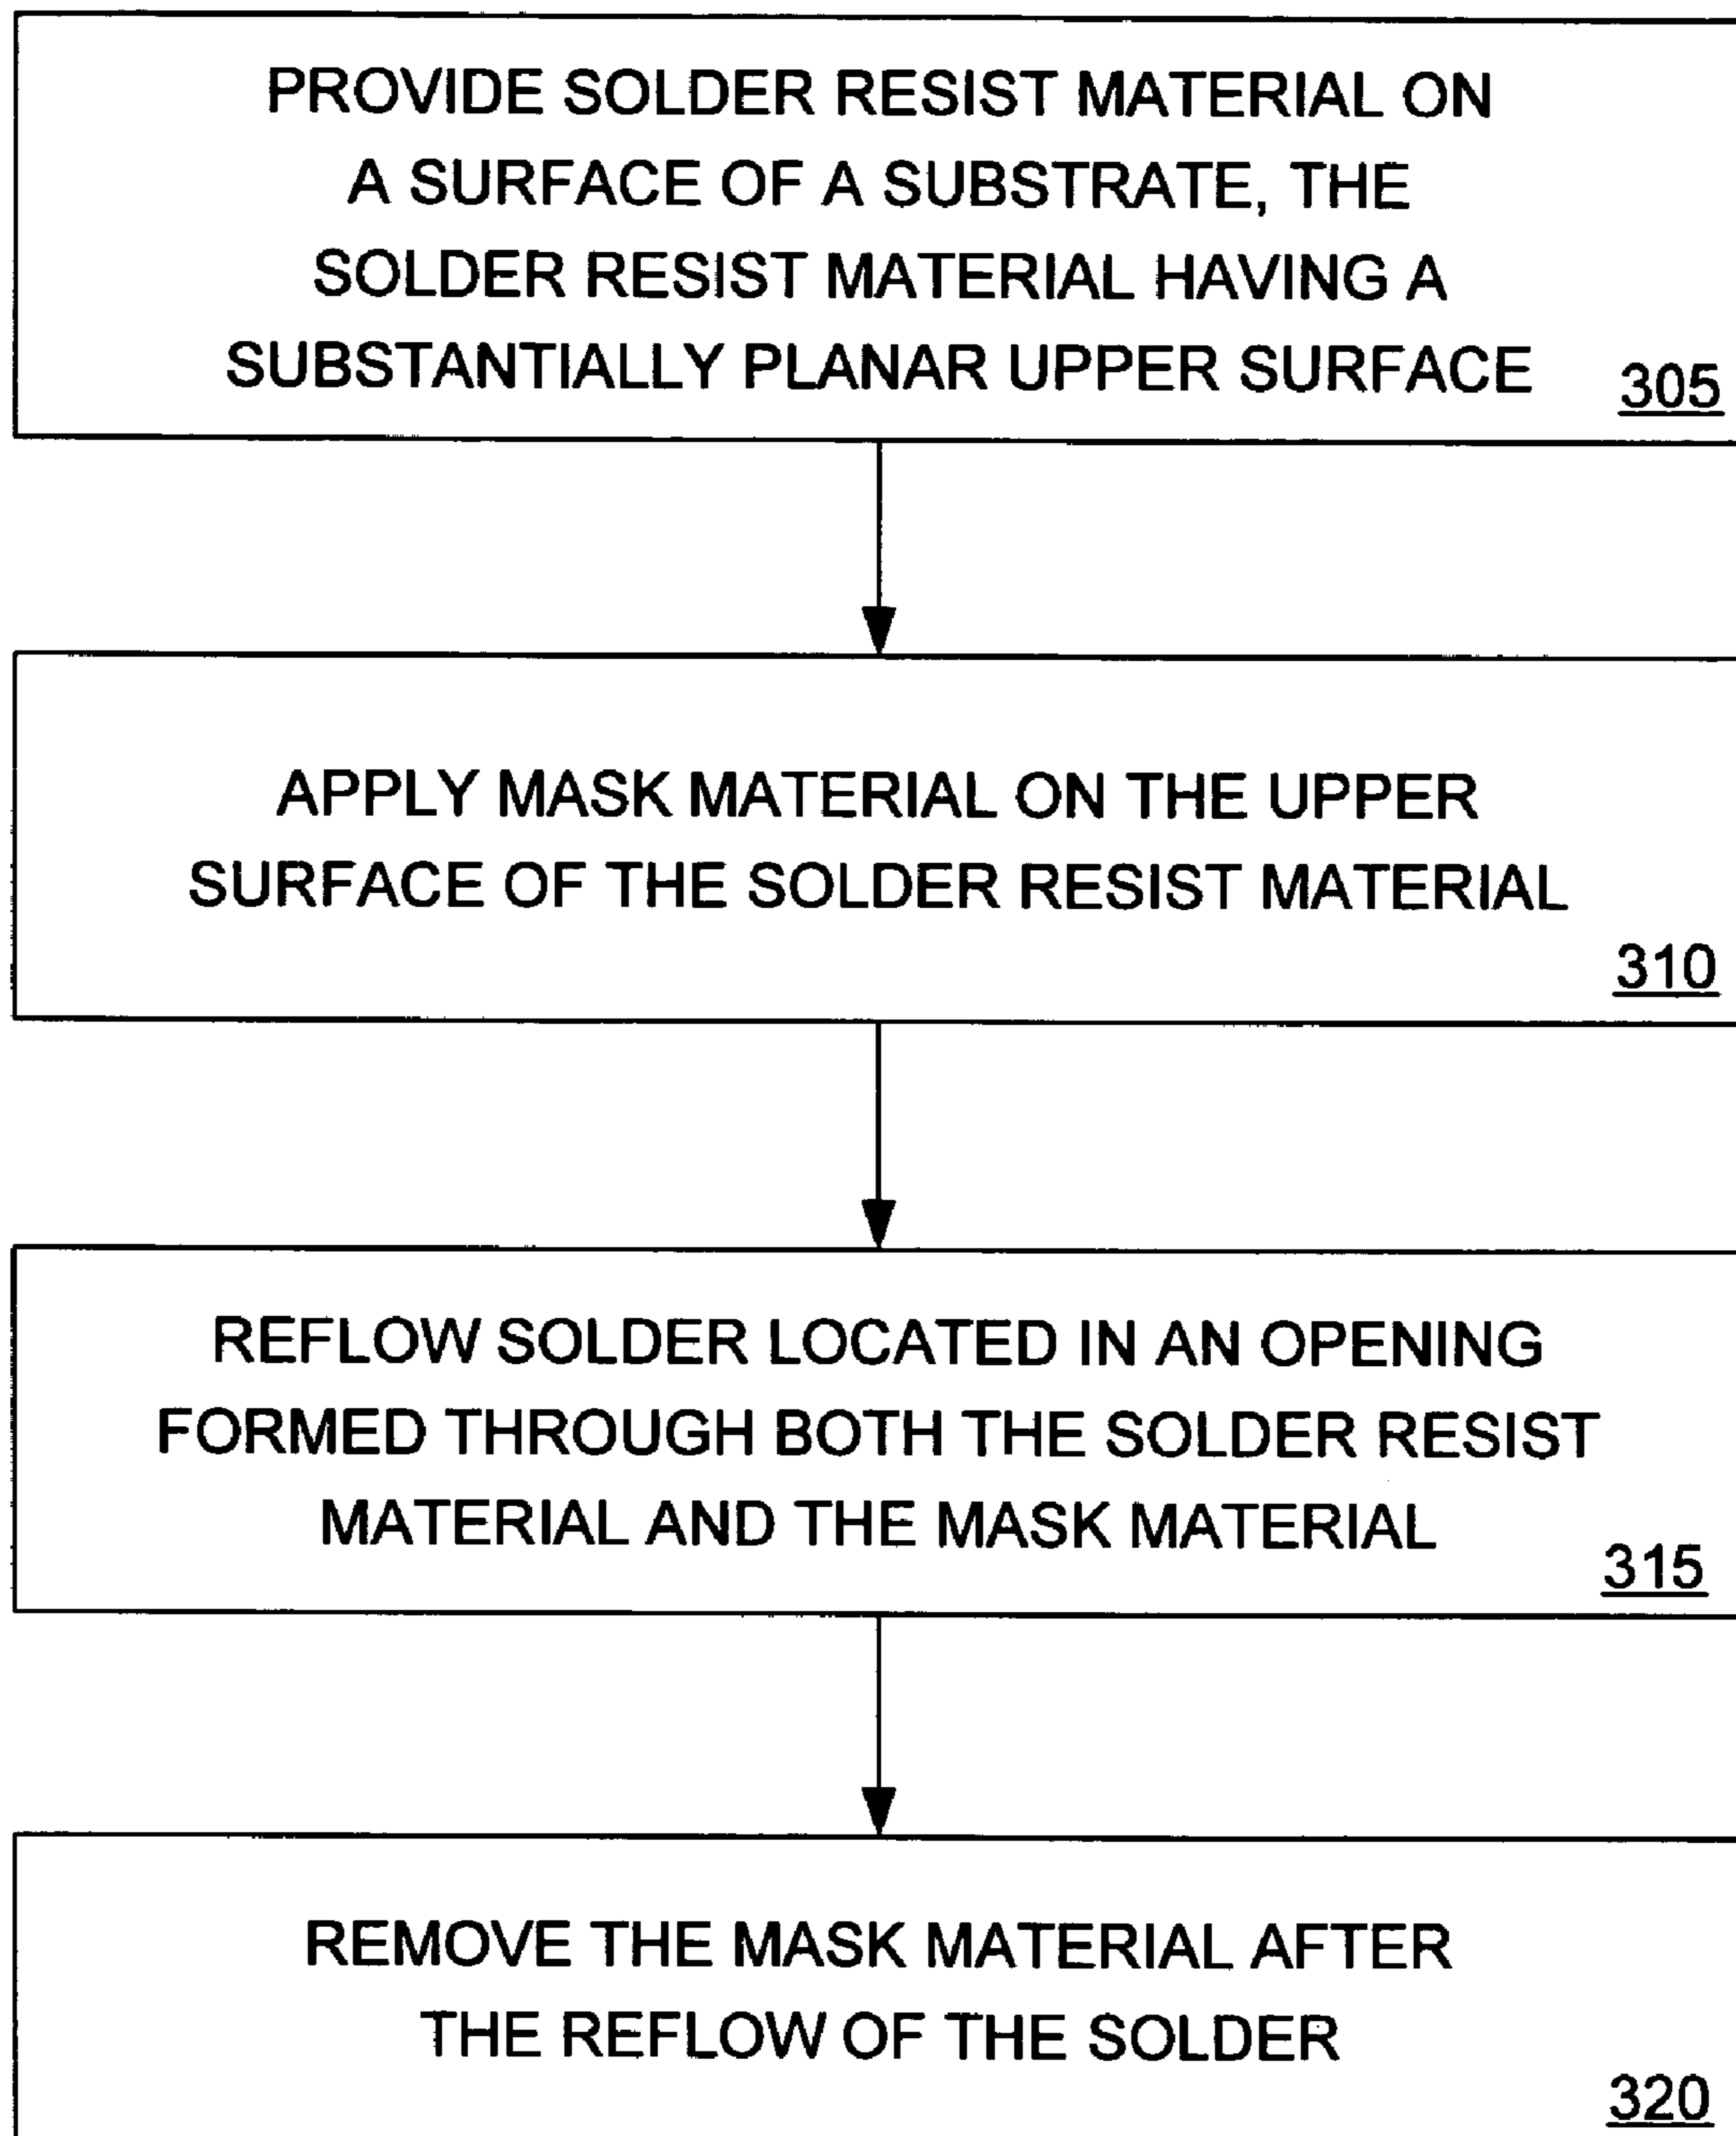 PROVIDE SOLDER RESIST MATERIAL ON
A SURFACE OF A SUBSTRATE, THE
SOLDER RESIST MATERIAL HAVING A
SUBSTANTIALLY PLANAR UPPER SURFACE
305
APPLY MASK MATERIAL ON THE UPPER
SURFACE OF THE SOLDER RESIST MATERIAL
310
REFLOW SOLDER LOCATED IN AN OPENING
FORMED THROUGH BOTH THE SOLDER RESIST
MATERIAL AND THE MASK MATERIAL
315
REMOVE THE MASK MATERIAL AFTER
THE REFLOW OF THE SOLDER
320